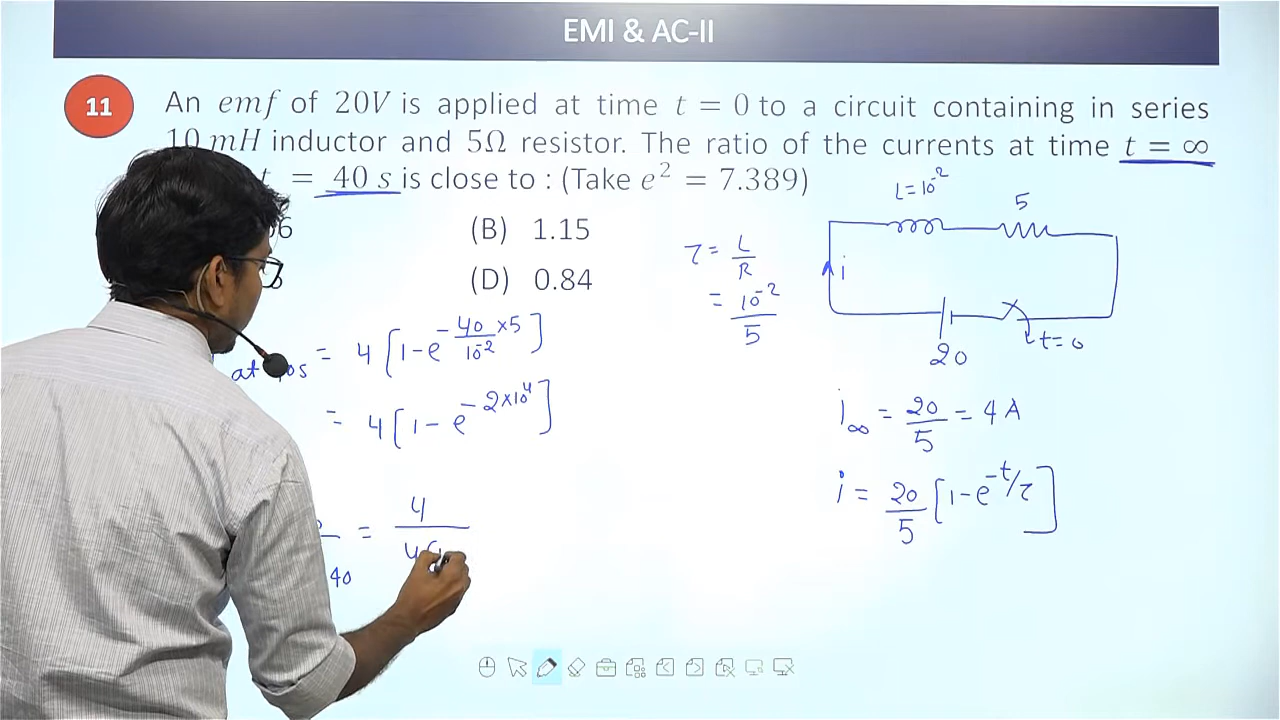 EMI & AC-II
11
An emf of 20V is applied at time t = 0 to a circuit containing in series
10 mH inductor and 5Ω resistor. The ratio of the currents at time t = ∞
= 40 s is close to : (Take e² = 7.389)
(B) 1.15
(D) 0.84
L=10⁻²
5
i
20
t=0
τ = L/R
= 10⁻²/5
at 40s = 4[1-e^(-40/10⁻² ×5)]
= 4[1-e^(-2×10⁴)]
40 = 4/4
i∞ = 20/5 = 4A
i = 20/5 [1-e^(-t/τ)]